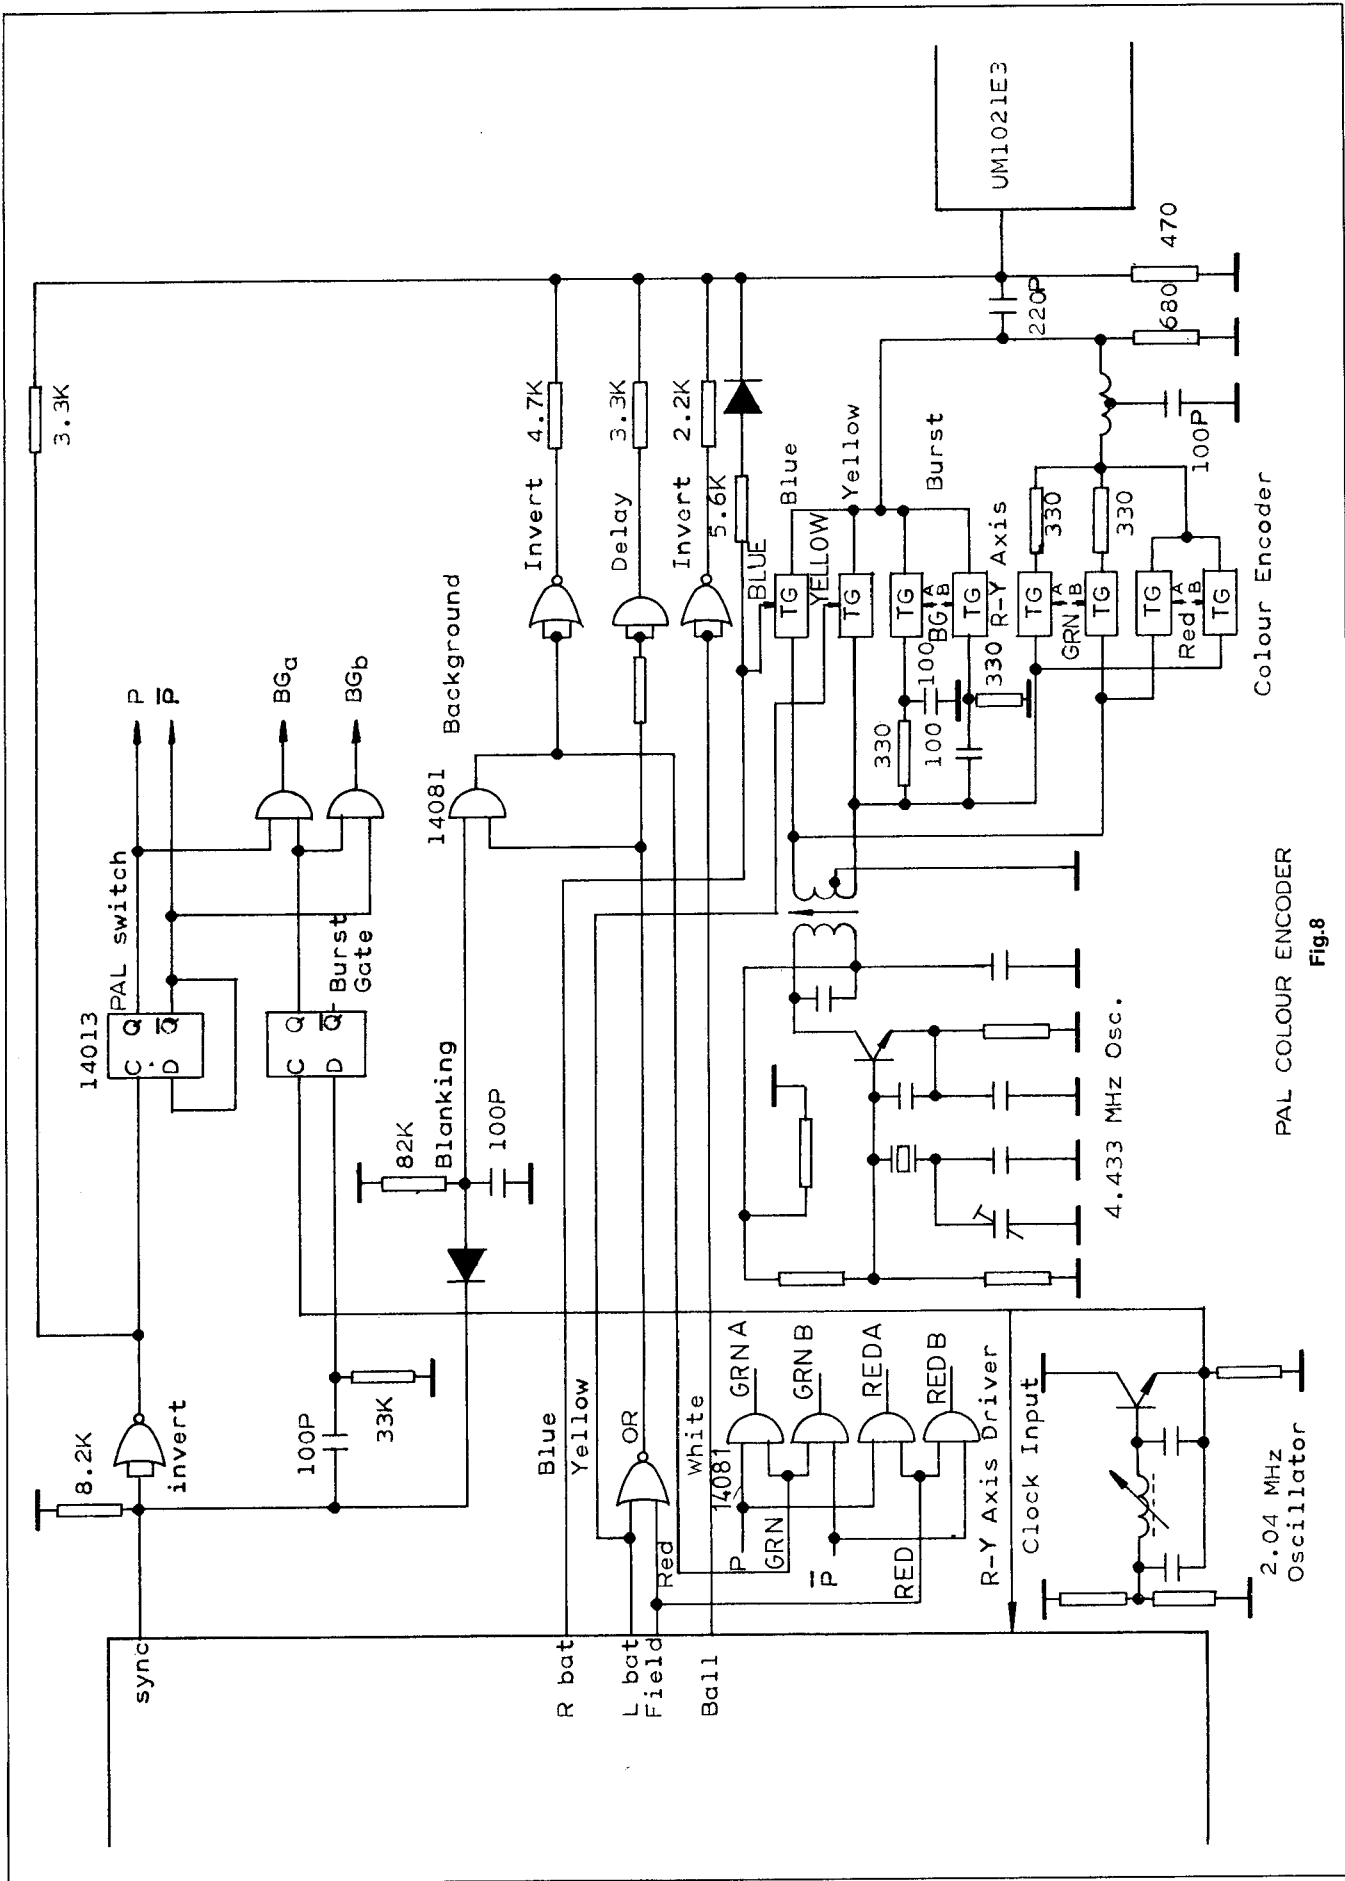 sync
8.2K
invert
100P
33K
82K
Blanking
100P
3.3K
14013
C Q
D Q̅
PAL switch
C Q
D Q̅
Burst
Gate
P
P̅
BGa
BGb
14081
Background
Invert
4.7K
Delay
3.3K
Invert
2.2K
5.6K
R bat
L bat
Field
Ball
Blue
Yellow
OR
Red
White
14081
P
GRN
P̅
RED
GRNA
GRNB
REDA
REDB
R-Y Axis Driver
Clock Input
2.04 MHz
Oscillator
4.433 MHz Osc.
BLUE
TG
Blue
YELLOW
TG
Yellow
330
100
TG
A
BG
B
TG
Burst
100
330
R-Y Axis
TG
330
A
GRN
B
TG
330
TG
A
Red
B
TG
100P
Colour Encoder
220P
680
470
UM1021E3
PAL COLOUR ENCODER
Fig.8